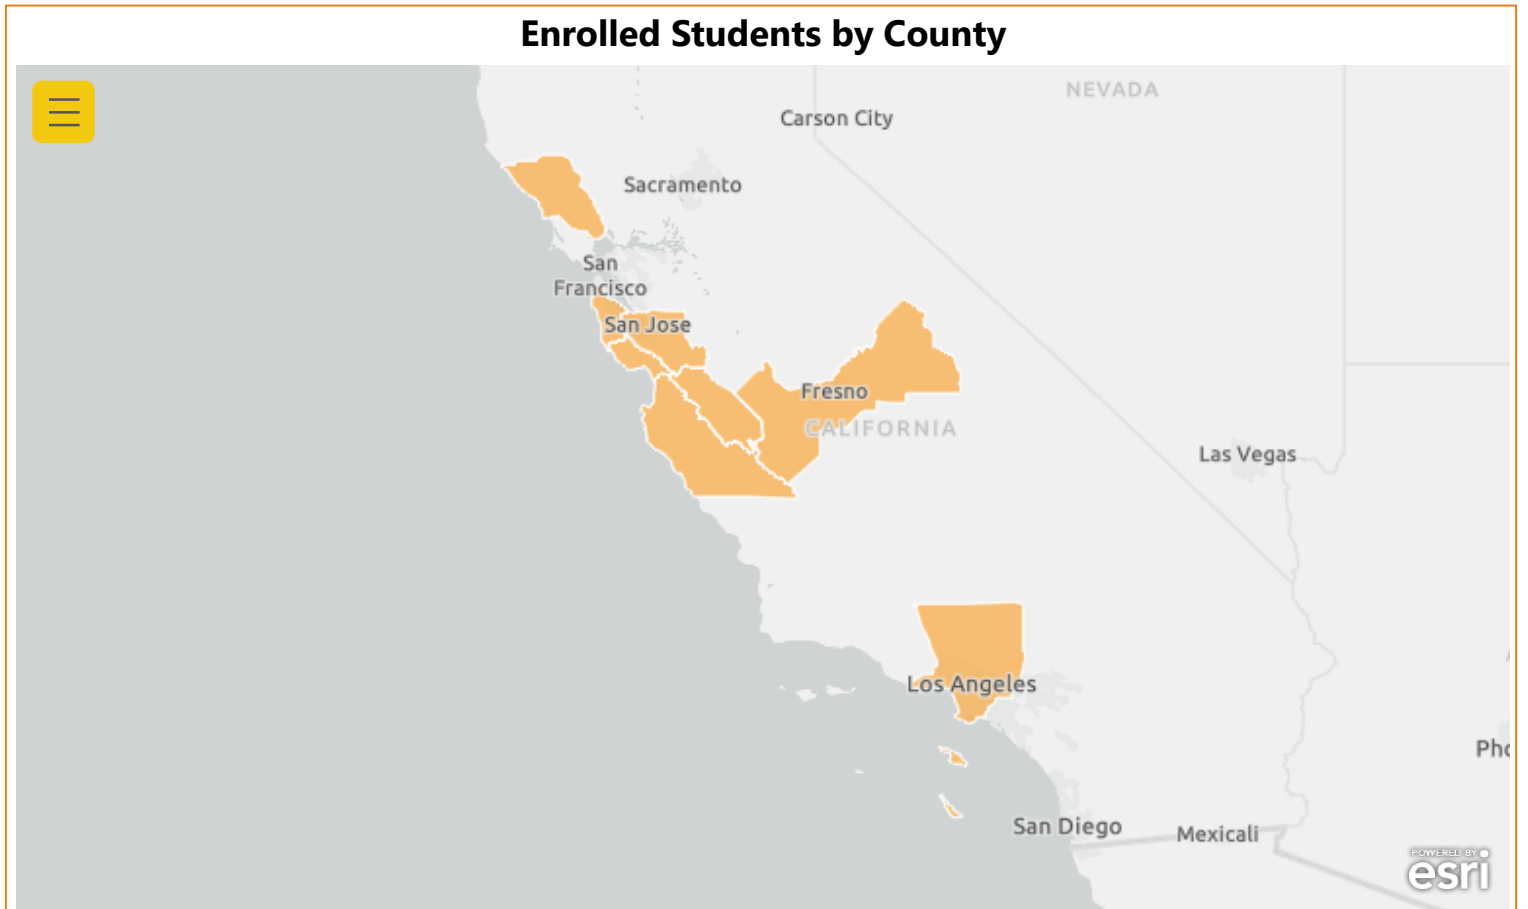 Enrolled Students by County
NEVADA
Carson City
Sacramento
San
Francisco
San Jose
Fresno
CALIFORNIA
Las Vegas
Los Angeles
Pho
San Diego
Mexicali
POWERED BY
esri